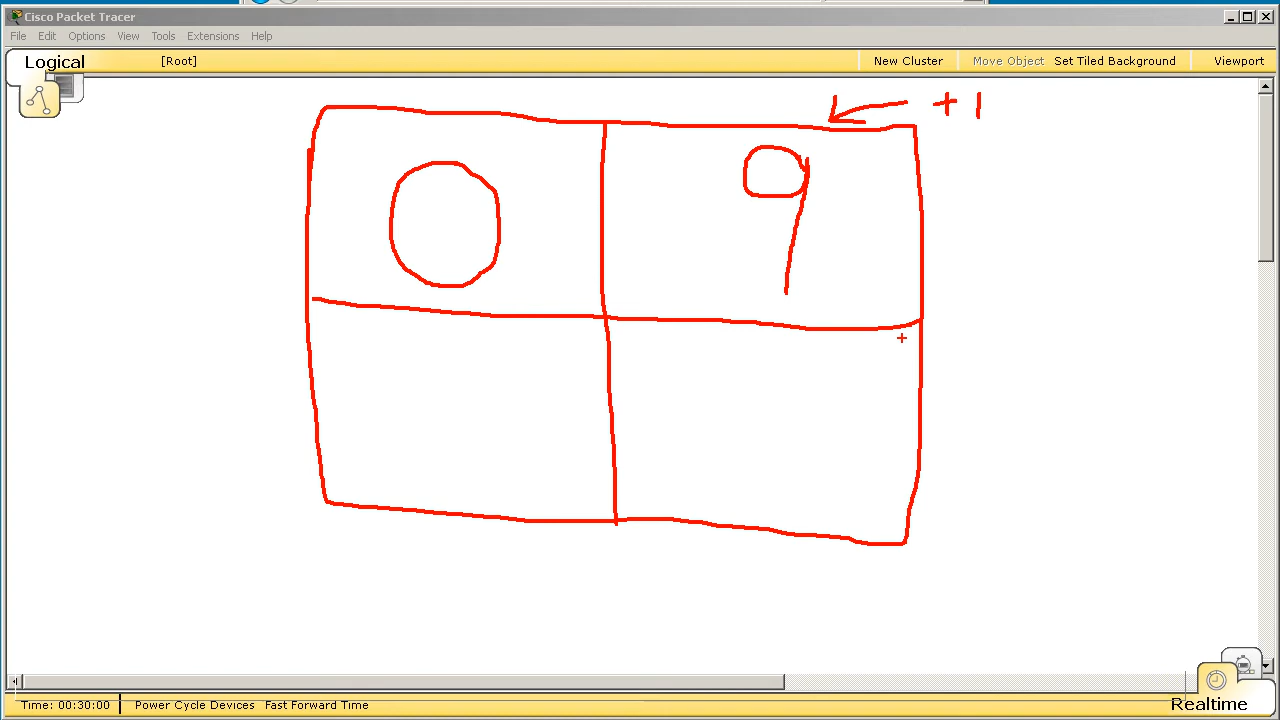 Cisco Packet Tracer
File Edit Options View Tools Extensions Help
Logical [Root] New Cluster Move Object Set Tiled Background Viewport
+ 1
0 9
Time: 00:30:00 Power Cycle Devices Fast Forward Time Realtime